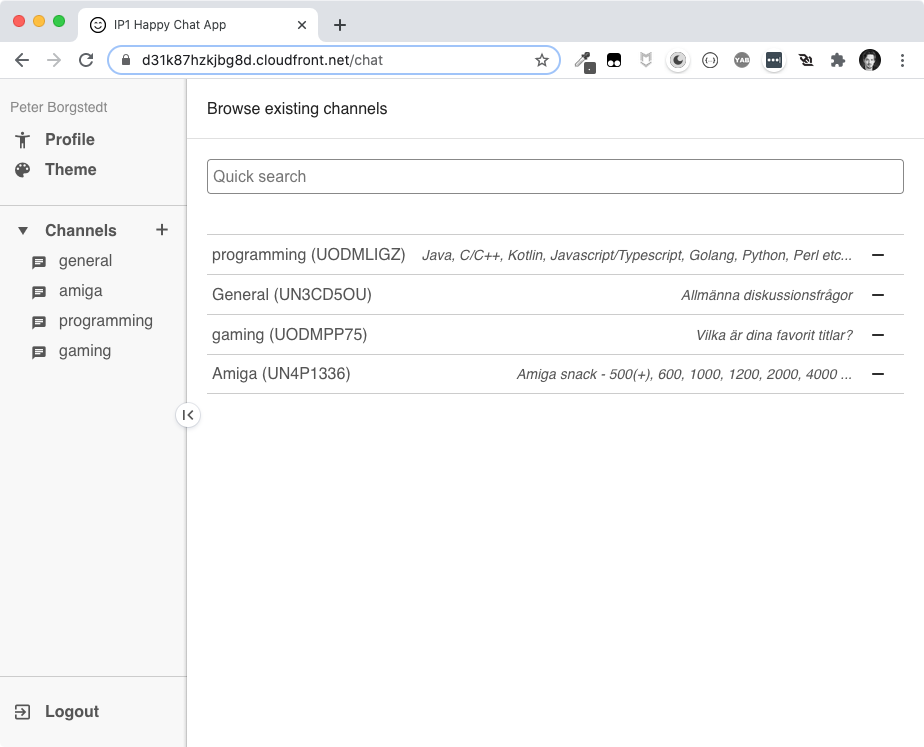 IP1 Happy Chat App
d31k87hzkjbg8d.cloudfront.net/chat
YAB
Peter Borgstedt
Profile
Theme
Channels
general
amiga
programming
gaming
Logout
Browse existing channels
Quick search
programming (UODMLIGZ) Java, C/C++, Kotlin, Javascript/Typescript, Golang, Python, Perl etc...
General (UN3CD5OU) Allmänna diskussionsfrågor
gaming (UODMPP75) Vilka är dina favorit titlar?
Amiga (UN4P1336) Amiga snack - 500(+), 600, 1000, 1200, 2000, 4000 ...